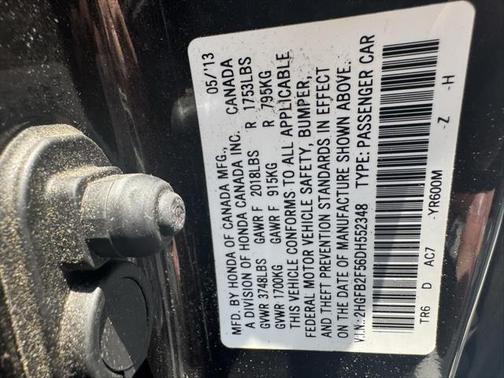 MFD. BY HONDA OF CANADA MFG., 05/'13
A DIVISION OF HONDA CANADA INC. CANADA
GVWR 3748LBS GAWR F 2018LBS R 1753LBS
GVWR 1700KG GAWR F 915KG R 795KG
THIS VEHICLE CONFORMS TO ALL APPLICABLE
FEDERAL MOTOR VEHICLE SAFETY, BUMPER,
AND THEFT PREVENTION STANDARDS IN EFFECT
ON THE DATE OF MANUFACTURE SHOWN ABOVE.
V.I.N.:2HGFB2F56DH552348 TYPE: PASSENGER CAR
TR6 D AC7 -YR600M -Z -H